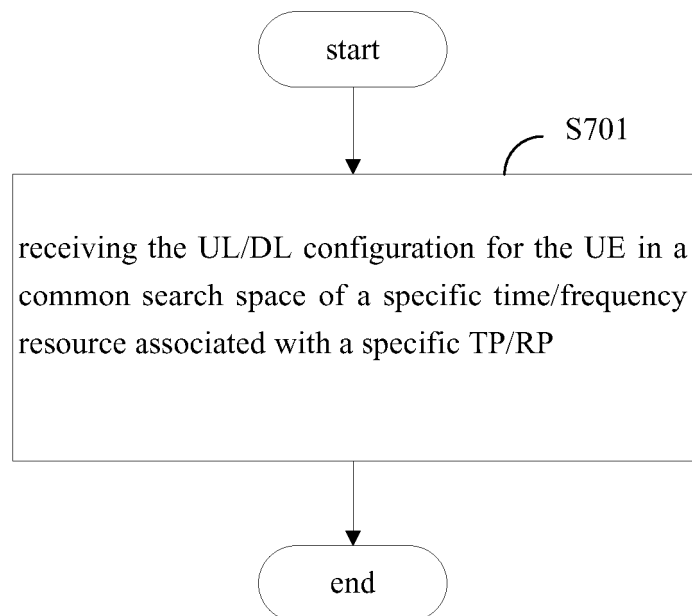 start
S701
receiving the UL/DL configuration for the UE in a
common search space of a specific time/frequency
resource associated with a specific TP/RP
end